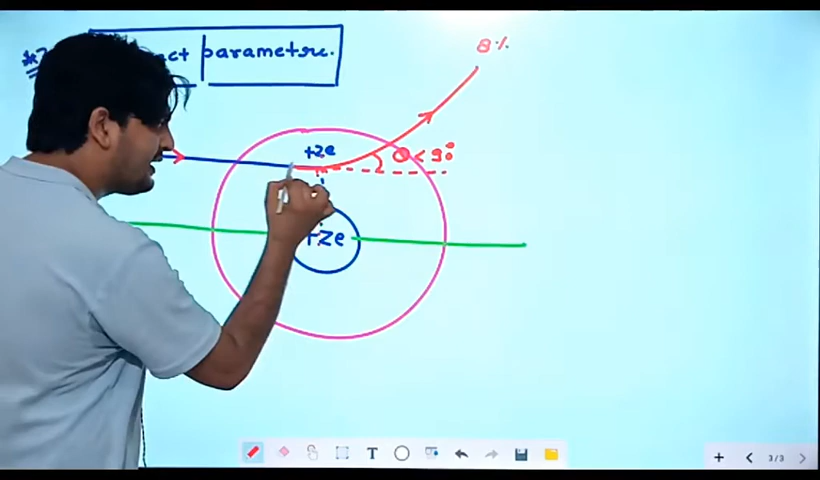 parametre.
8%
+2e
θ < 90°
+Ze
T
3/3